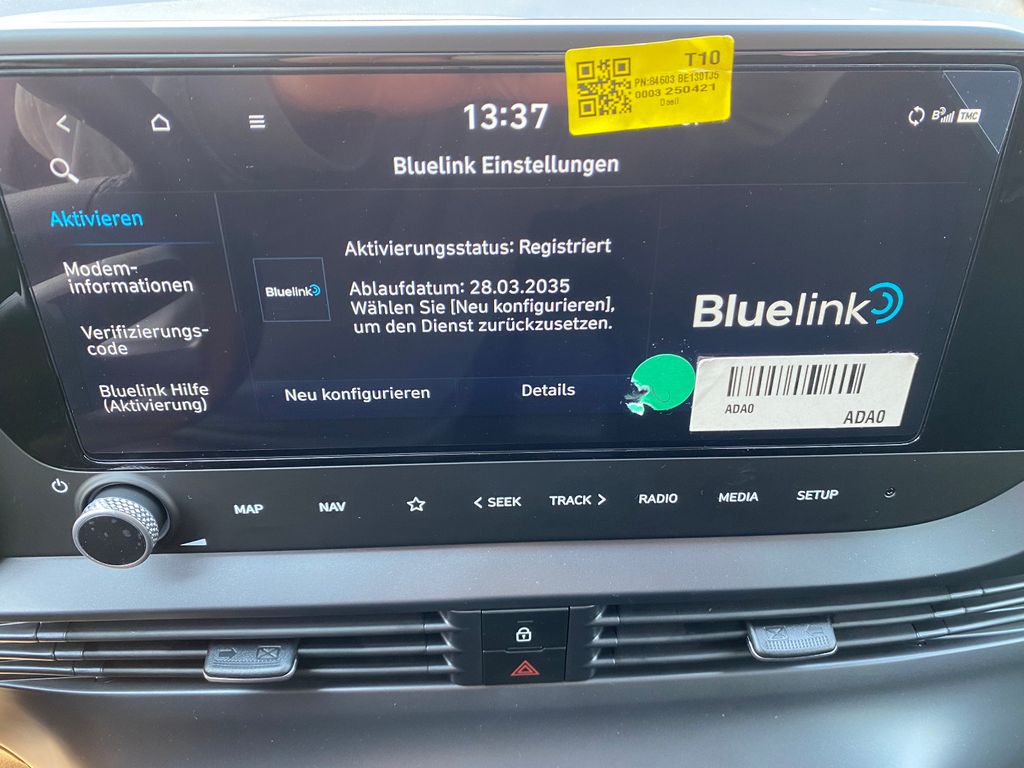 T10
PN:84603 BE130TJ5
0003 250421
Dasil
13:37
TMC
Bluelink Einstellungen
Aktivieren
Modem-
informationen
Verifizierungs-
code
Bluelink Hilfe
(Aktivierung)
Bluelink
Aktivierungsstatus: Registriert
Ablaufdatum: 28.03.2035
Wählen Sie [Neu konfigurieren],
um den Dienst zurückzusetzen.
Neu konfigurieren
Details
Bluelink
ADA0
ADA0
MAP
NAV
< SEEK
TRACK >
RADIO
MEDIA
SETUP